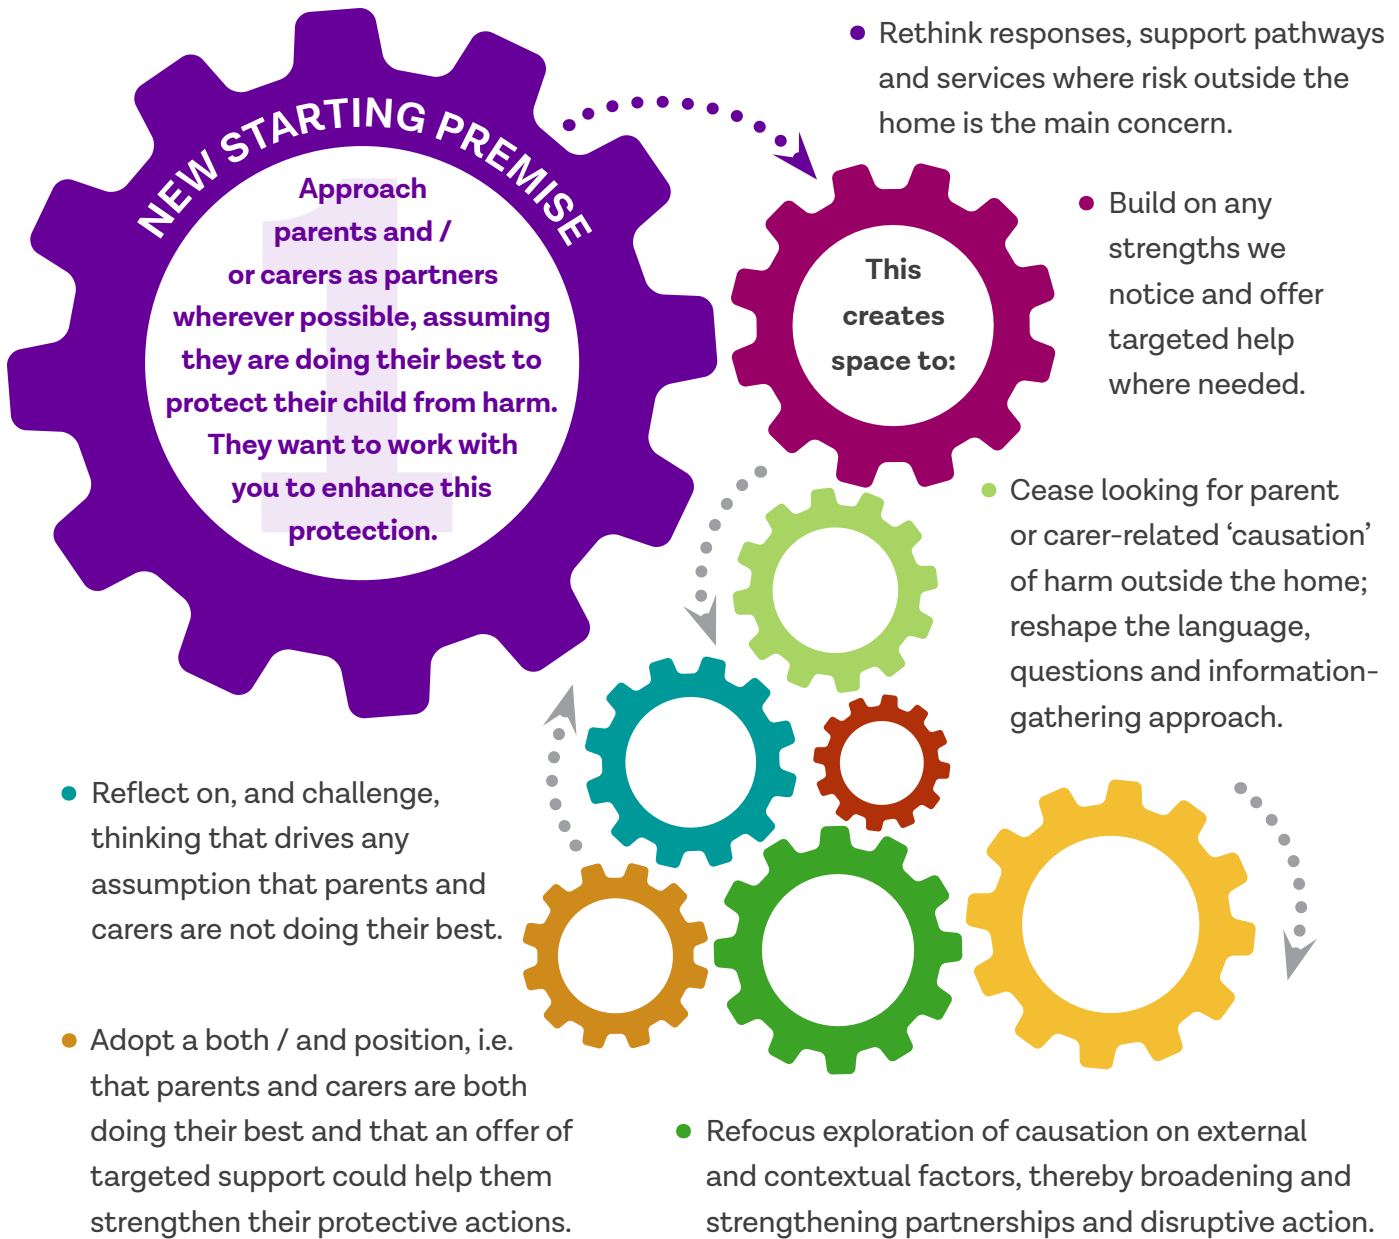 NEW STARTING PREMISE
1
Approach
parents and /
or carers as partners
wherever possible, assuming
they are doing their best to
protect their child from harm.
They want to work with
you to enhance this
protection.
This
creates
space to:
Rethink responses, support pathways
and services where risk outside the
home is the main concern.
Build on any
strengths we
notice and offer
targeted help
where needed.
Cease looking for parent
or carer-related ‘causation’
of harm outside the home;
reshape the language,
questions and information-
gathering approach.
Reflect on, and challenge,
thinking that drives any
assumption that parents and
carers are not doing their best.
Adopt a both / and position, i.e.
that parents and carers are both
doing their best and that an offer of
targeted support could help them
strengthen their protective actions.
Refocus exploration of causation on external
and contextual factors, thereby broadening and
strengthening partnerships and disruptive action.